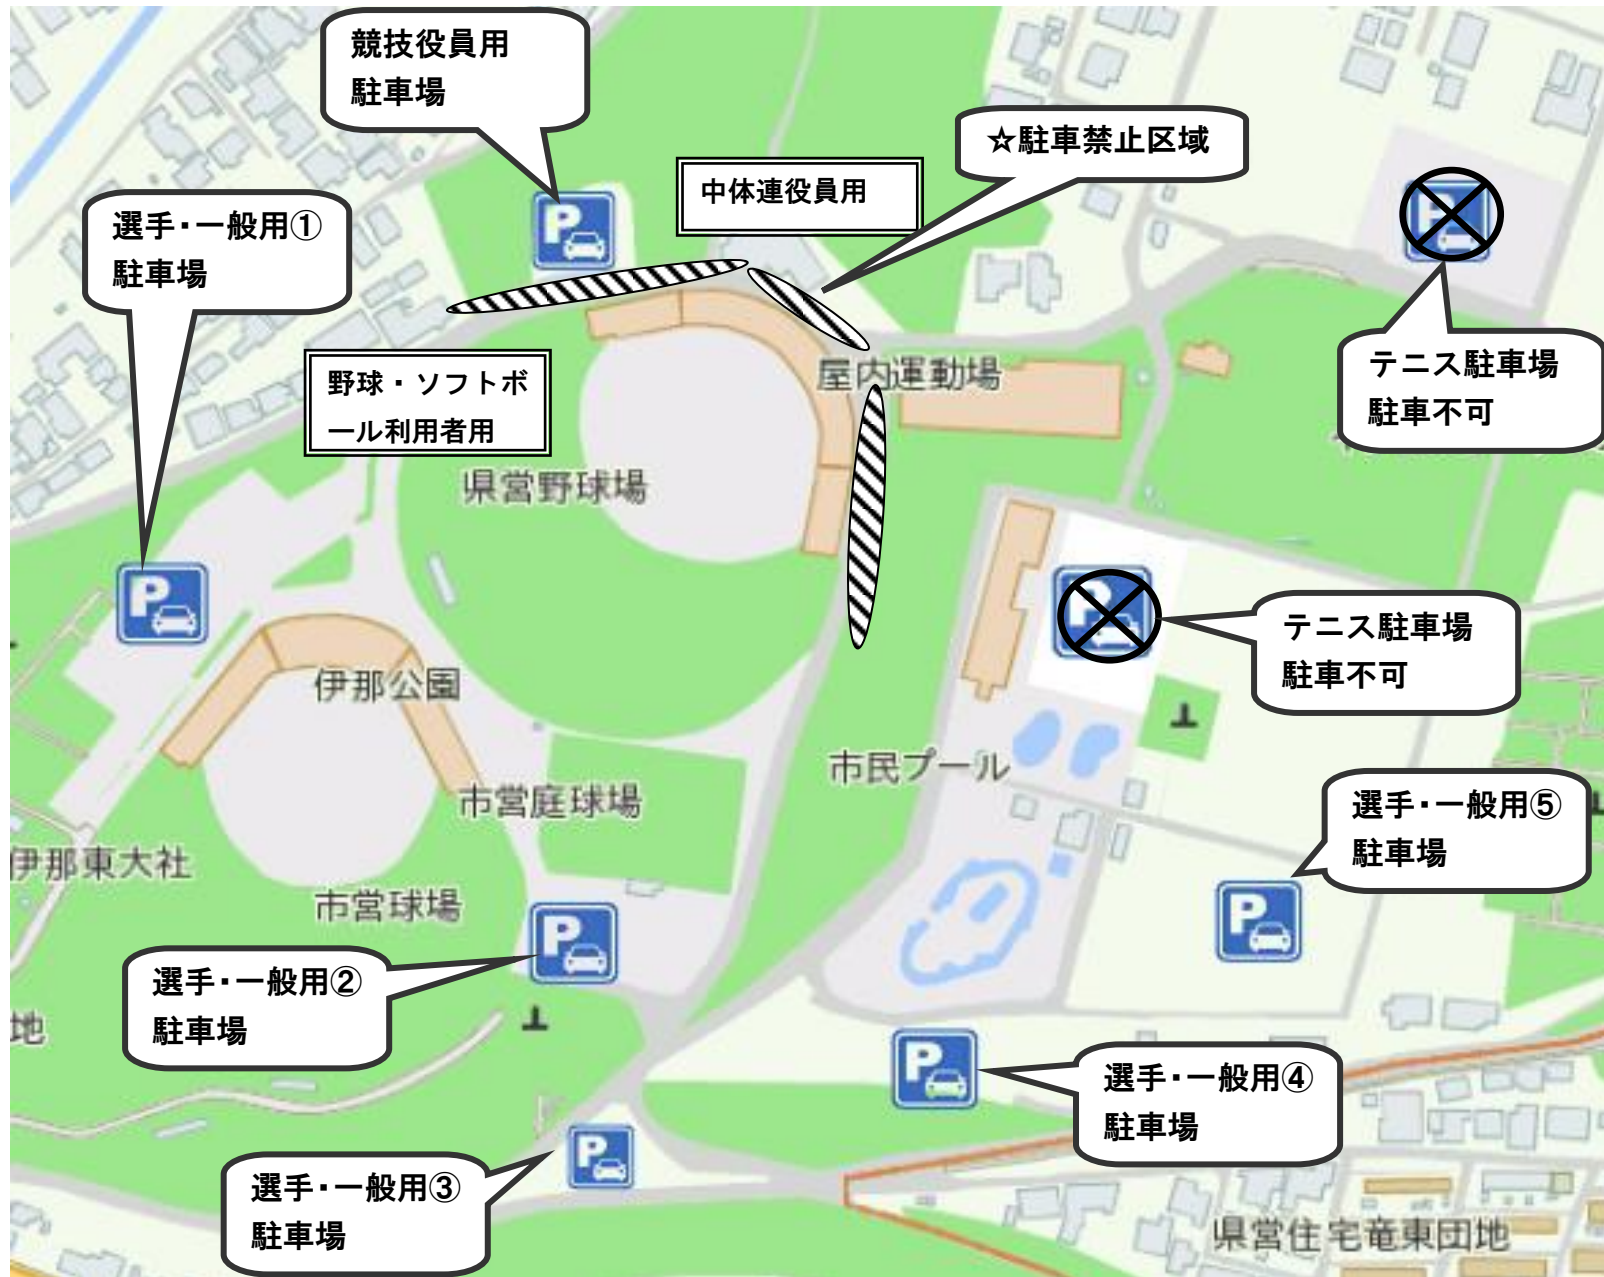 競技役員用
駐車場
☆駐車禁止区域
中体連役員用
選手・一般用①
駐車場
テニス駐車場
駐車不可
野球・ソフトボ
ール利用者用
屋内運動場
県営野球場
テニス駐車場
駐車不可
伊那公園
市民プール
市営庭球場
選手・一般用⑤
駐車場
伊那東大社
市営球場
選手・一般用②
駐車場
地
選手・一般用④
駐車場
選手・一般用③
駐車場
県営住宅竜東団地
P
P
P
P
P
P
P
P